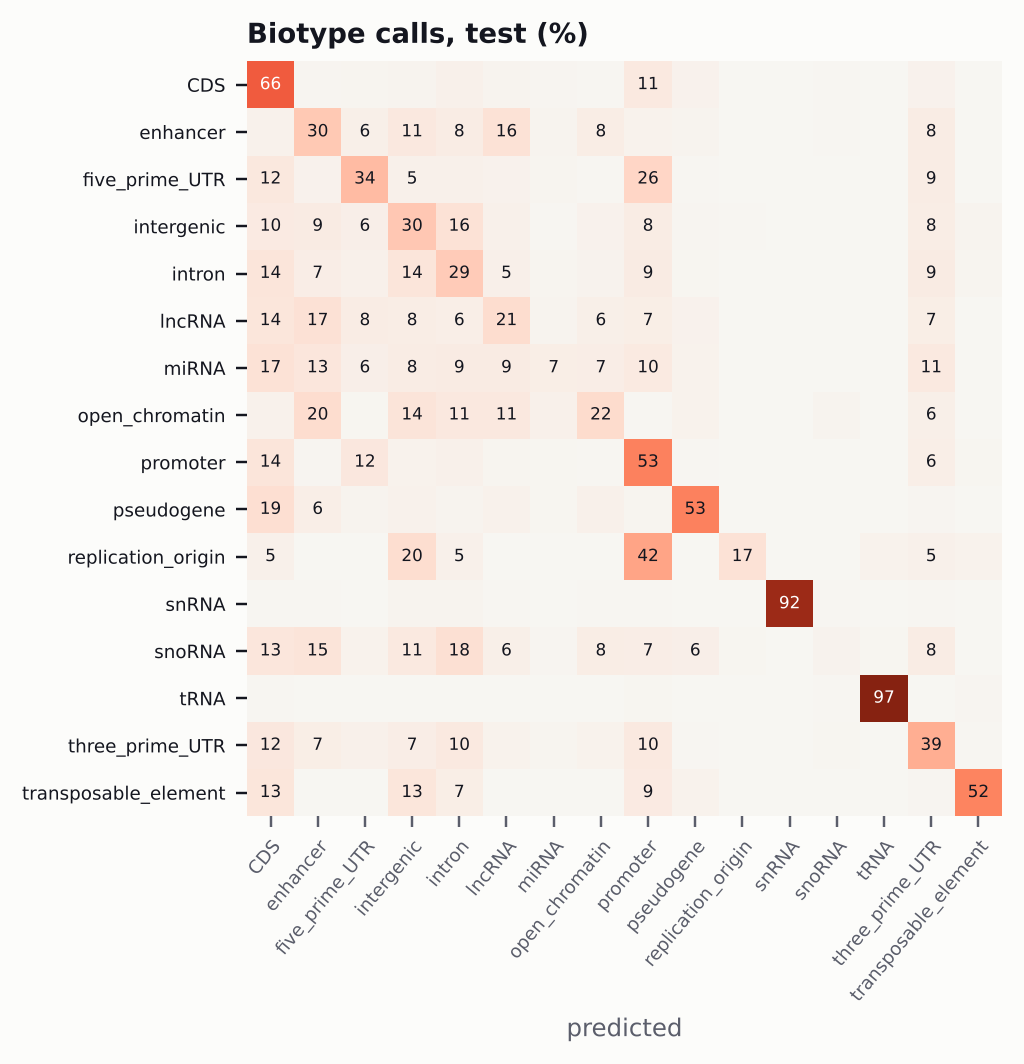 Biotype calls, test (%)
CDS 66 11
enhancer 30 6 11 8 16 8 8
five_prime_UTR 12 34 5 26 9
intergenic 10 9 6 30 16 8 8
intron 14 7 14 29 5 9 9
lncRNA 14 17 8 8 6 21 6 7 7
miRNA 17 13 6 8 9 9 7 7 10 11
open_chromatin 20 14 11 11 22 6
promoter 14 12 53 6
pseudogene 19 6 53
replication_origin 5 20 5 42 17 5
snRNA 92
snoRNA 13 15 11 18 6 8 7 6 8
tRNA 97
three_prime_UTR 12 7 7 10 10 39
transposable_element 13 13 7 9 52
CDS enhancer five_prime_UTR intergenic intron lncRNA miRNA open_chromatin promoter pseudogene replication_origin snRNA snoRNA tRNA three_prime_UTR transposable_element
predicted